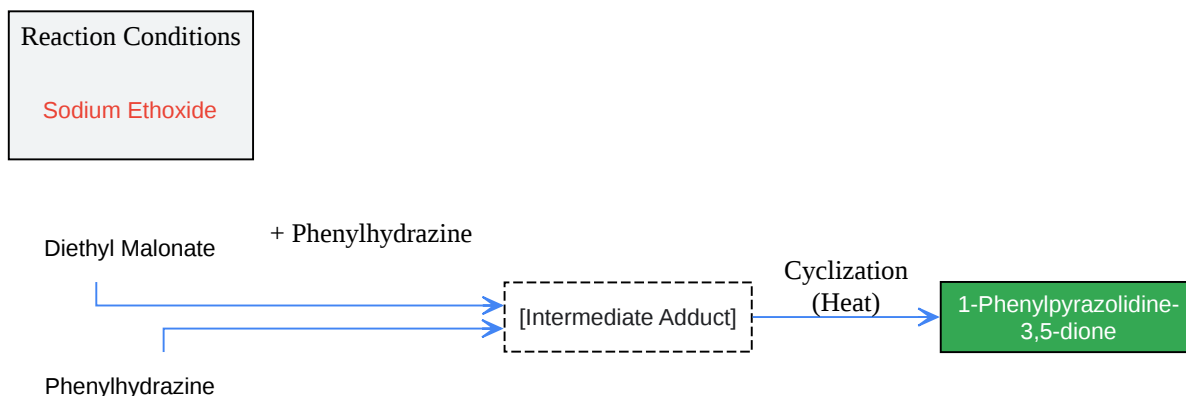 Reaction Conditions
Sodium Ethoxide
+ Phenylhydrazine
Diethyl Malonate
Cyclization
(Heat)
[Intermediate Adduct]
1-Phenylpyrazolidine-
3,5-dione
Phenylhydrazine